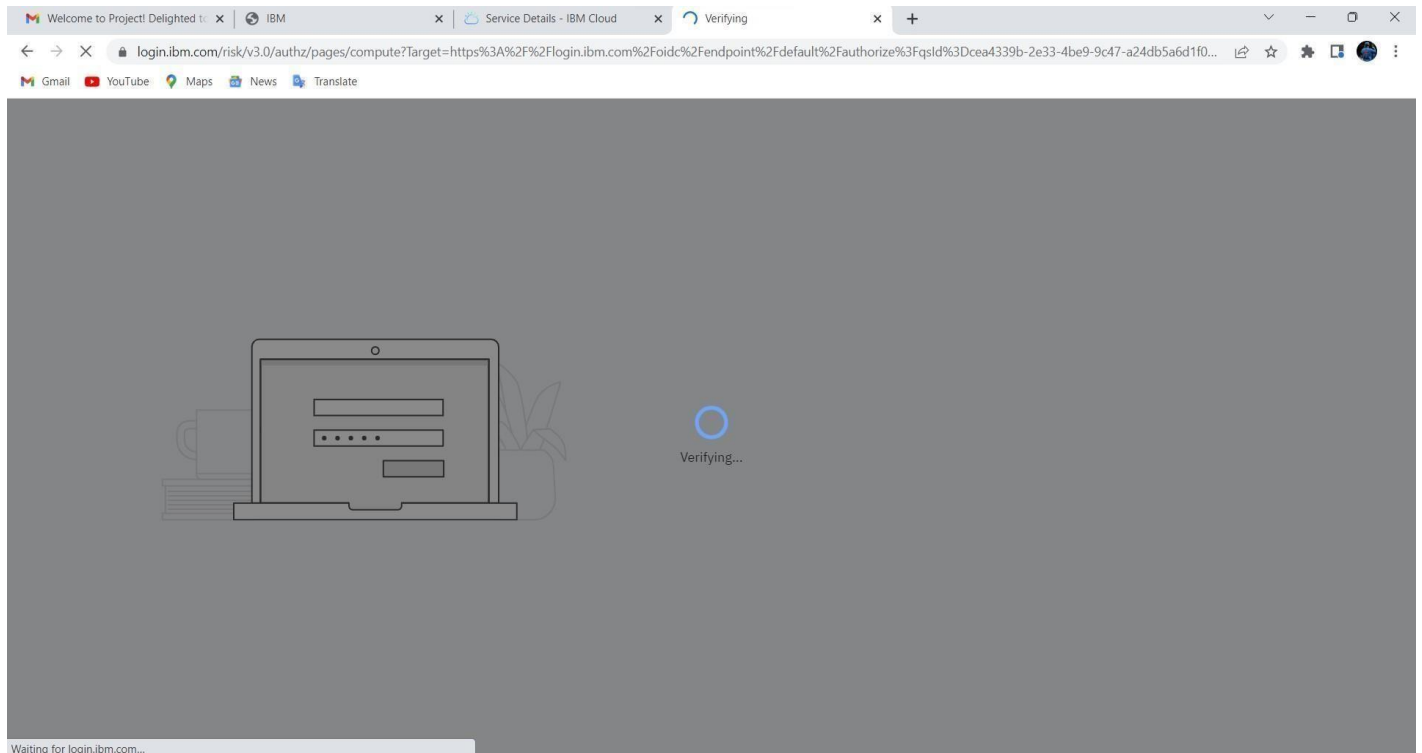 Welcome to Project! Delighted to
IBM
Service Details - IBM Cloud
Verifying
login.ibm.com/risk/v3.0/authz/pages/compute?Target=https%3A%2F%2Flogin.ibm.com%2Foidc%2Fendpoint%2Fdefault%2Fauthorize%3FqsId%3Dcea4339b-2e33-4be9-9c47-a24db5a6d1f0...
Gmail YouTube Maps News Translate
Verifying...
Waiting for login.ibm.com...